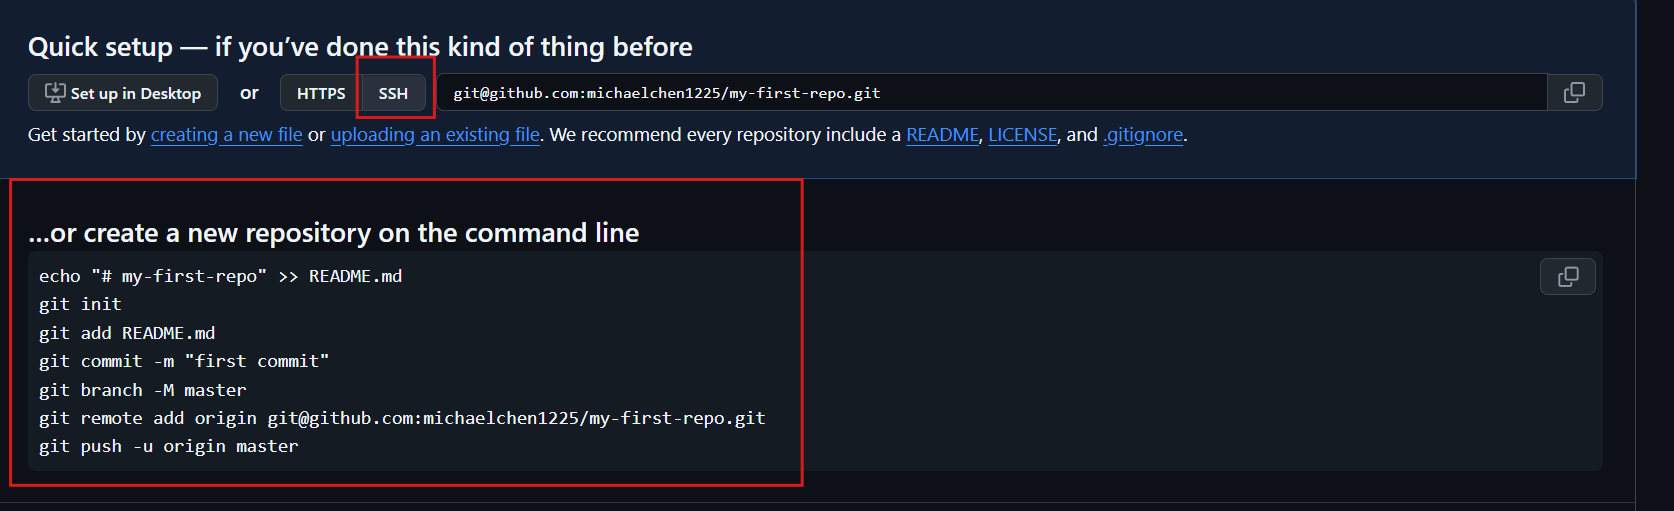 Quick setup — if you’ve done this kind of thing before
Set up in Desktop or HTTPS SSH git@github.com:michaelchen1225/my-first-repo.git
Get started by creating a new file or uploading an existing file. We recommend every repository include a README, LICENSE, and .gitignore.
…or create a new repository on the command line
echo "# my-first-repo" >> README.md
git init
git add README.md
git commit -m "first commit"
git branch -M master
git remote add origin git@github.com:michaelchen1225/my-first-repo.git
git push -u origin master